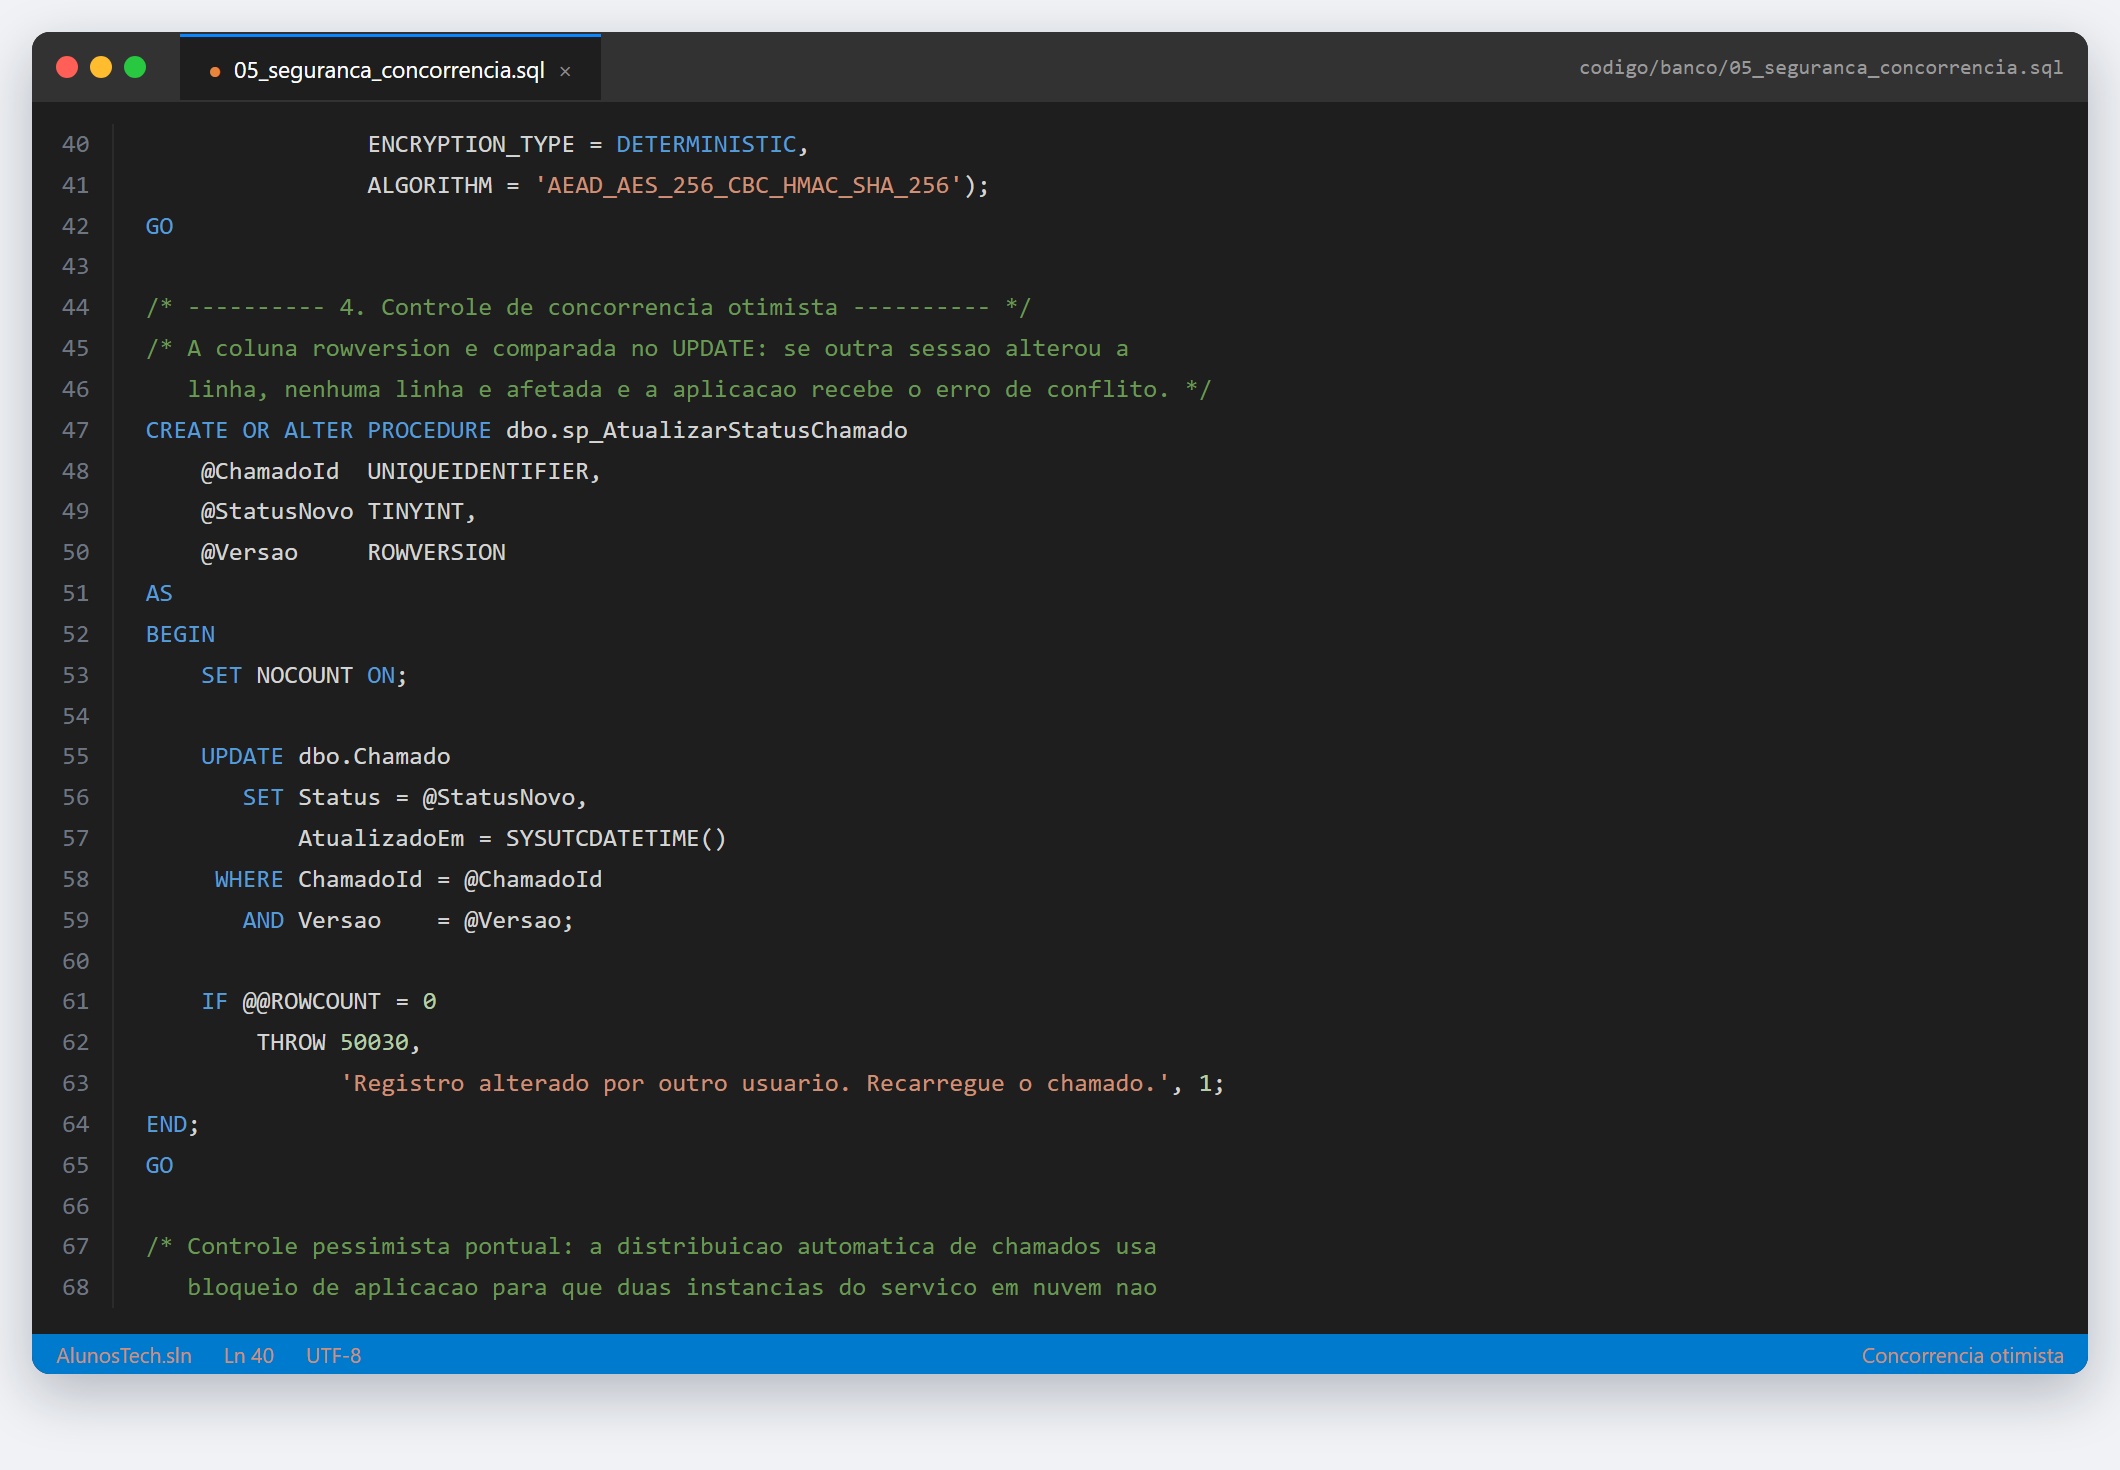 05_seguranca_concorrencia.sql ×
codigo/banco/05_seguranca_concorrencia.sql
40                 ENCRYPTION_TYPE = DETERMINISTIC,
41                 ALGORITHM = 'AEAD_AES_256_CBC_HMAC_SHA_256');
42 GO
43
44 /* ---------- 4. Controle de concorrencia otimista ---------- */
45 /* A coluna rowversion e comparada no UPDATE: se outra sessao alterou a
46    linha, nenhuma linha e afetada e a aplicacao recebe o erro de conflito. */
47 CREATE OR ALTER PROCEDURE dbo.sp_AtualizarStatusChamado
48     @ChamadoId  UNIQUEIDENTIFIER,
49     @StatusNovo TINYINT,
50     @Versao     ROWVERSION
51 AS
52 BEGIN
53     SET NOCOUNT ON;
54
55     UPDATE dbo.Chamado
56        SET Status = @StatusNovo,
57            AtualizadoEm = SYSUTCDATETIME()
58      WHERE ChamadoId = @ChamadoId
59        AND Versao    = @Versao;
60
61     IF @@ROWCOUNT = 0
62         THROW 50030,
63               'Registro alterado por outro usuario. Recarregue o chamado.', 1;
64 END;
65 GO
66
67 /* Controle pessimista pontual: a distribuicao automatica de chamados usa
68    bloqueio de aplicacao para que duas instancias do servico em nuvem nao
AlunosTech.sln Ln 40 UTF-8 Concorrencia otimista